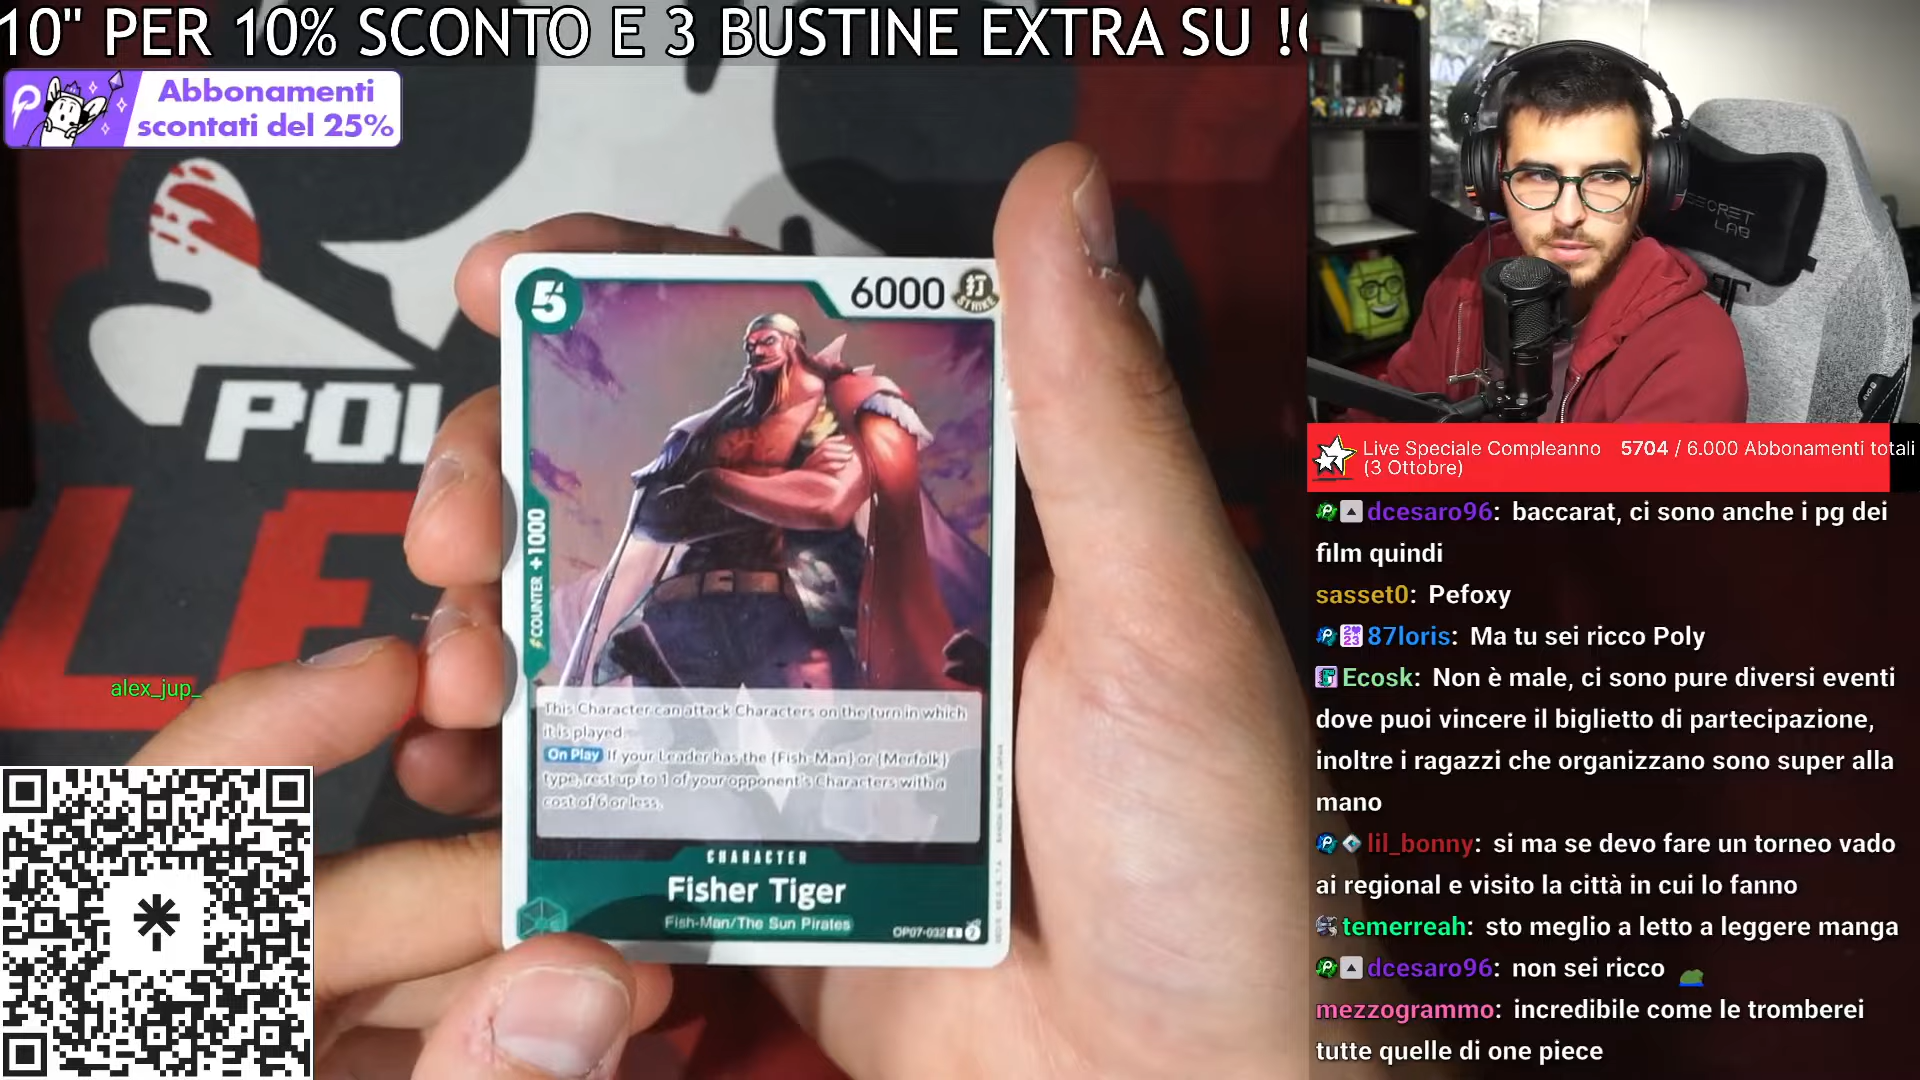 10" PER 10% SCONTO E 3 BUSTINE EXTRA SU !
Abbonamenti
scontati del 25%
POL
LE
alex_jup_
5
6000
打
STRIKE
COUNTER +1000
This Character can attack Characters on the turn in which
it is played.
On Play If your Leader has the {Fish-Man} or {Merfolk}
type, rest up to 1 of your opponent's Characters with a
cost of 6 or less.
CHARACTER
Fisher Tiger
Fish-Man/The Sun Pirates
OP07-032 R 2
SECRET
LAB
Live Speciale Compleanno 5704 / 6.000 Abbonamenti totali
(3 Ottobre)
dcesaro96: baccarat, ci sono anche i pg dei
film quindi
sasset0: Pefoxy
87loris: Ma tu sei ricco Poly
Ecosk: Non è male, ci sono pure diversi eventi
dove puoi vincere il biglietto di partecipazione,
inoltre i ragazzi che organizzano sono super alla
mano
lil_bonny: si ma se devo fare un torneo vado
ai regional e visito la città in cui lo fanno
temerreah: sto meglio a letto a leggere manga
dcesaro96: non sei ricco
mezzogrammo: incredibile come le tromberei
tutte quelle di one piece